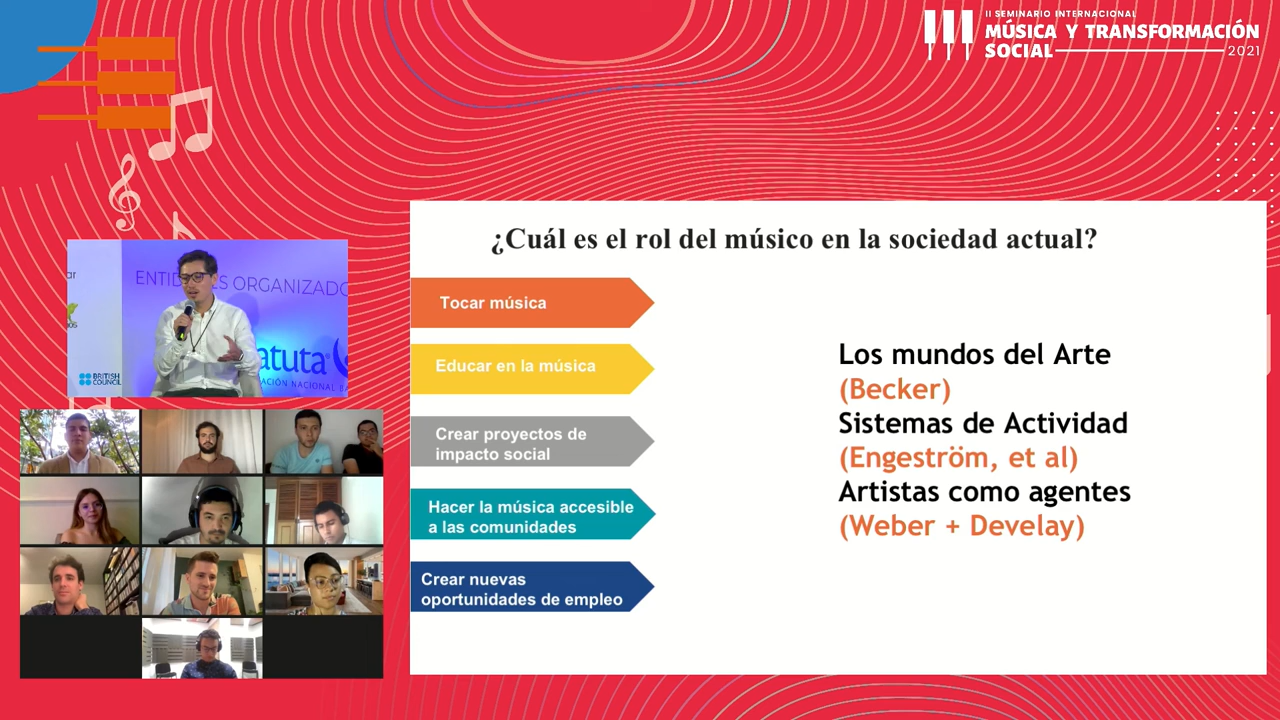 II SEMINARIO INTERNACIONAL
MÚSICA Y TRANSFORMACIÓN
SOCIAL
2021
¿Cuál es el rol del músico en la sociedad actual?
Tocar música
Educar en la música
Crear proyectos de
impacto social
Hacer la música accesible
a las comunidades
Crear nuevas
oportunidades de empleo
Los mundos del Arte
(Becker)
Sistemas de Actividad
(Engeström, et al)
Artistas como agentes
(Weber + Develay)
BRITISH
COUNCIL
NACIONAL